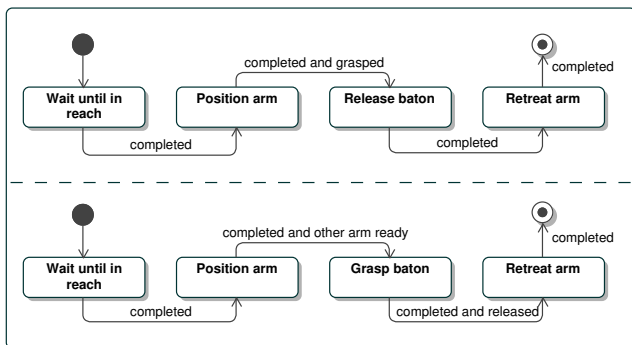 completed and grasped
completed
Wait until in
reach
Position arm
Release baton
Retreat arm
completed
completed
completed and other arm ready
completed
Wait until in
reach
Position arm
Grasp baton
Retreat arm
completed
completed and released